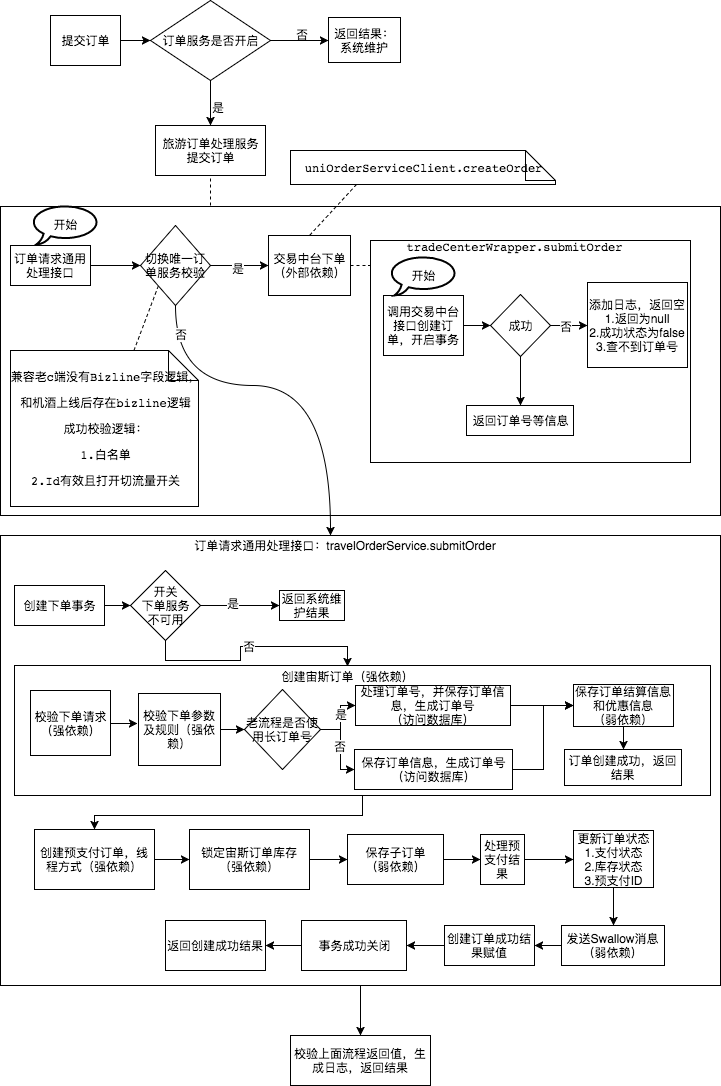 提交订单
订单服务是否开启
否
返回结果：
系统维护
是
旅游订单处理服务
提交订单
uniOrderServiceClient.createOrder
开始
订单请求通用
处理接口
切换唯一订
单服务校验
是
交易中台下单
（外部依赖）
否
tradeCenterWrapper.submitOrder
开始
调用交易中台
接口创建订
单，开启事务
成功
否
添加日志，返回空
1.返回为null
2.成功状态为false
3.查不到订单号
返回订单号等信息
兼容老c端没有Bizline字段逻辑，
和机酒上线后存在bizline逻辑
成功校验逻辑：
1.白名单
2.Id有效且打开切流量开关
订单请求通用处理接口：travelOrderService.submitOrder
创建下单事务
开关
下单服务
不可用
是
返回系统维
护结果
否
创建宙斯订单（强依赖）
校验下单请求
（强依赖）
校验下单参数
及规则（强依
赖）
老流程是否使
用长订单号
是
处理订单号，并保存订单信
息，生成订单号
（访问数据库）
否
保存订单信息，生成订单号
（访问数据库）
保存订单结算信息
和优惠信息
（弱依赖）
订单创建成功，返回
结果
创建预支付订单，线
程方式（强依赖）
锁定宙斯订单库存
（强依赖）
保存子订单
（弱依赖）
处理预
支付结
果
更新订单状态
1.支付状态
2.库存状态
3.预支付ID
发送Swallow消息
（弱依赖）
创建订单成功结
果赋值
事务成功关闭
返回创建成功结果
校验上面流程返回值，生
成日志，返回结果